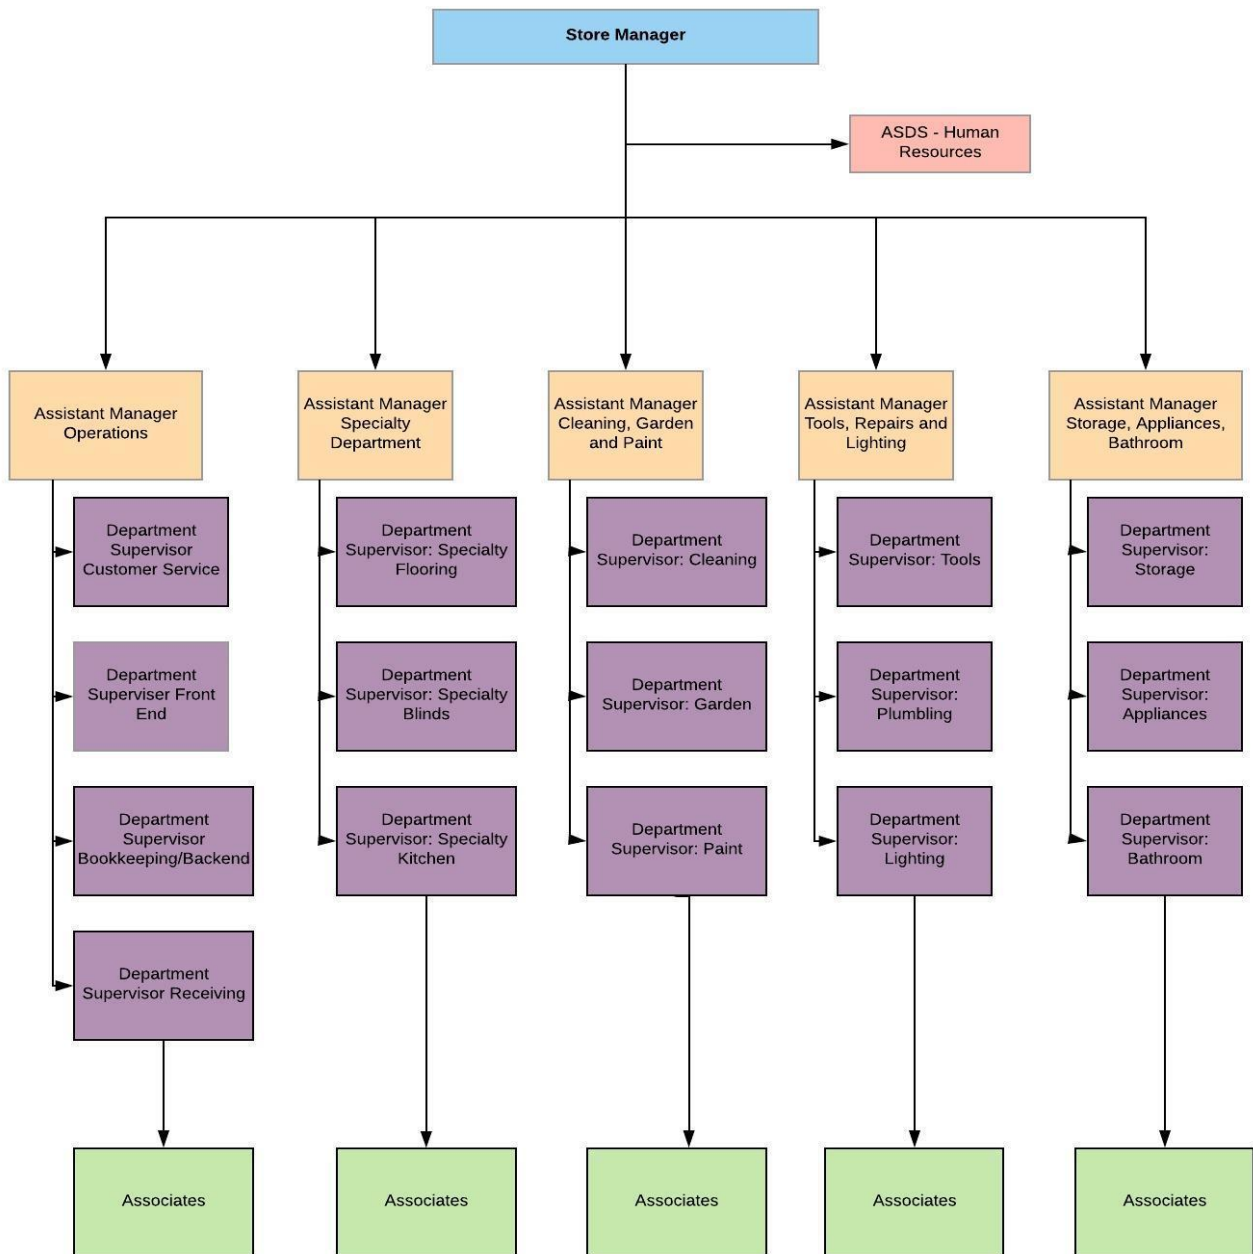 Store Manager
ASDS - Human
Resources
Assistant Manager
Operations
Assistant Manager
Specialty
Department
Assistant Manager
Cleaning, Garden
and Paint
Assistant Manager
Tools, Repairs and
Lighting
Assistant Manager
Storage, Appliances,
Bathroom
Department
Supervisor
Customer Service
Department
Supervisor: Specialty
Flooring
Department
Supervisor: Cleaning
Department
Supervisor: Tools
Department
Supervisor:
Storage
Department
Superviser Front
End
Department
Supervisor: Specialty
Blinds
Department
Supervisor: Garden
Department
Supervisor:
Plumbling
Department
Supervisor:
Appliances
Department
Supervisor
Bookkeeping/Backend
Department
Supervisor: Specialty
Kitchen
Department
Supervisor: Paint
Department
Supervisor:
Lighting
Department
Supervisor:
Bathroom
Department
Supervisor Receiving
Associates
Associates
Associates
Associates
Associates